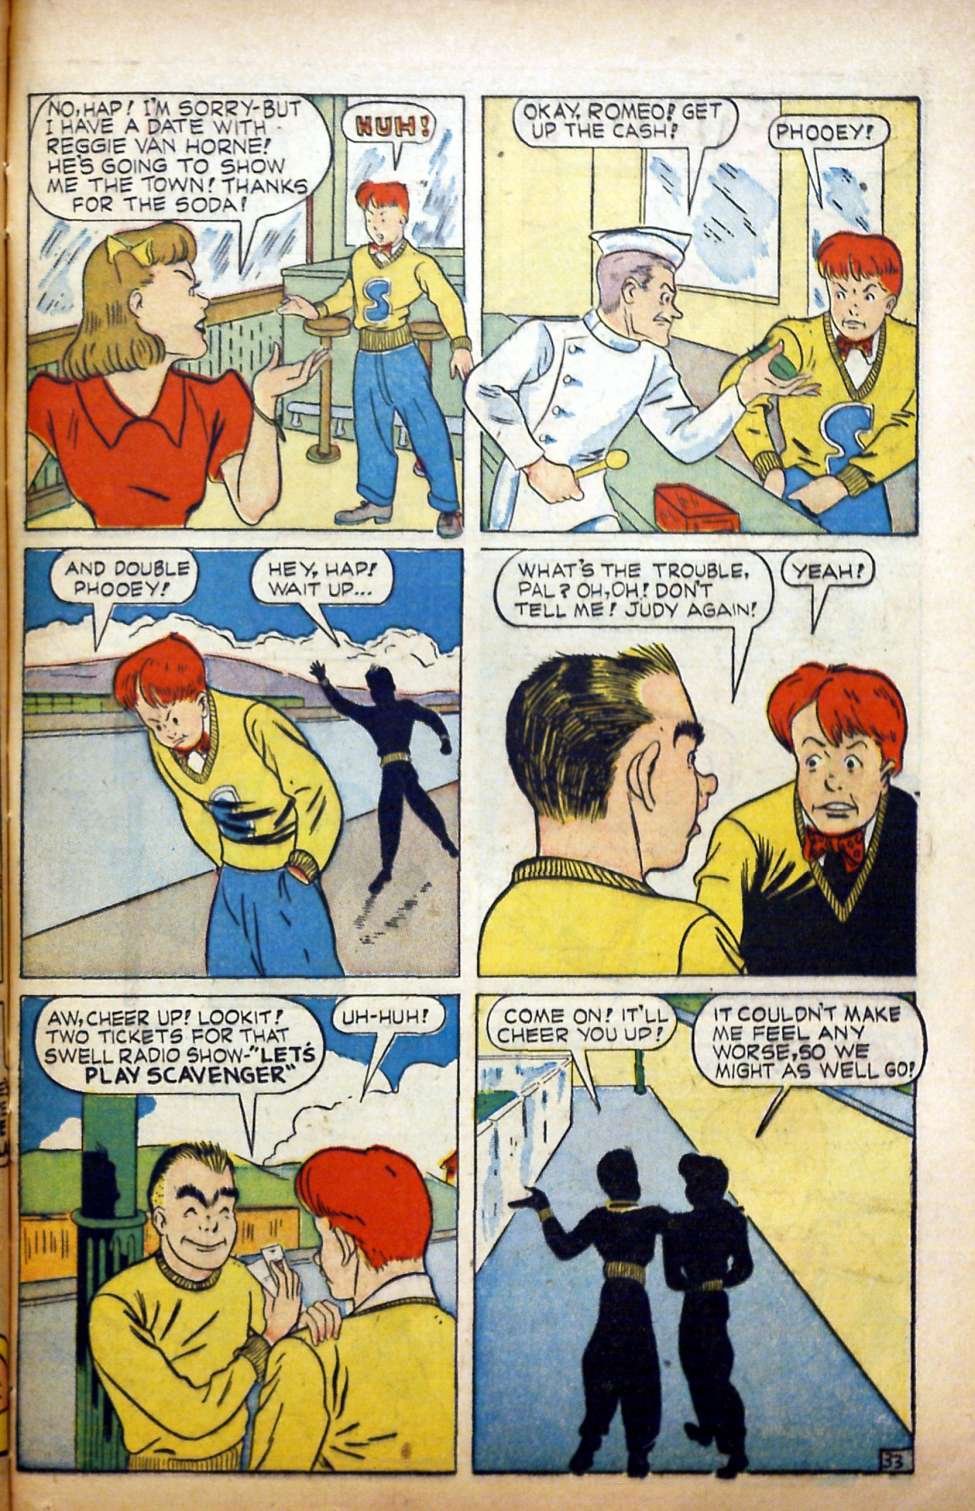 NO, HAP! I'M SORRY-BUT
I HAVE A DATE WITH
REGGIE VAN HORNE!
HE'S GOING TO SHOW
ME THE TOWN! THANKS
FOR THE SODA!
HUH!
S
OKAY, ROMEO! GET
UP THE CASH!
PHOOEY!
S
AND DOUBLE
PHOOEY!
HEY, HAP!
WAIT UP...
WHAT'S THE TROUBLE,
PAL? OH, OH! DON'T
TELL ME! JUDY AGAIN!
YEAH!
AW, CHEER UP! LOOKIT!
TWO TICKETS FOR THAT
SWELL RADIO SHOW-"LET'S
PLAY SCAVENGER"
UH-HUH!
COME ON! IT'LL
CHEER YOU UP!
IT COULDN'T MAKE
ME FEEL ANY
WORSE, SO WE
MIGHT AS WELL GO!
33